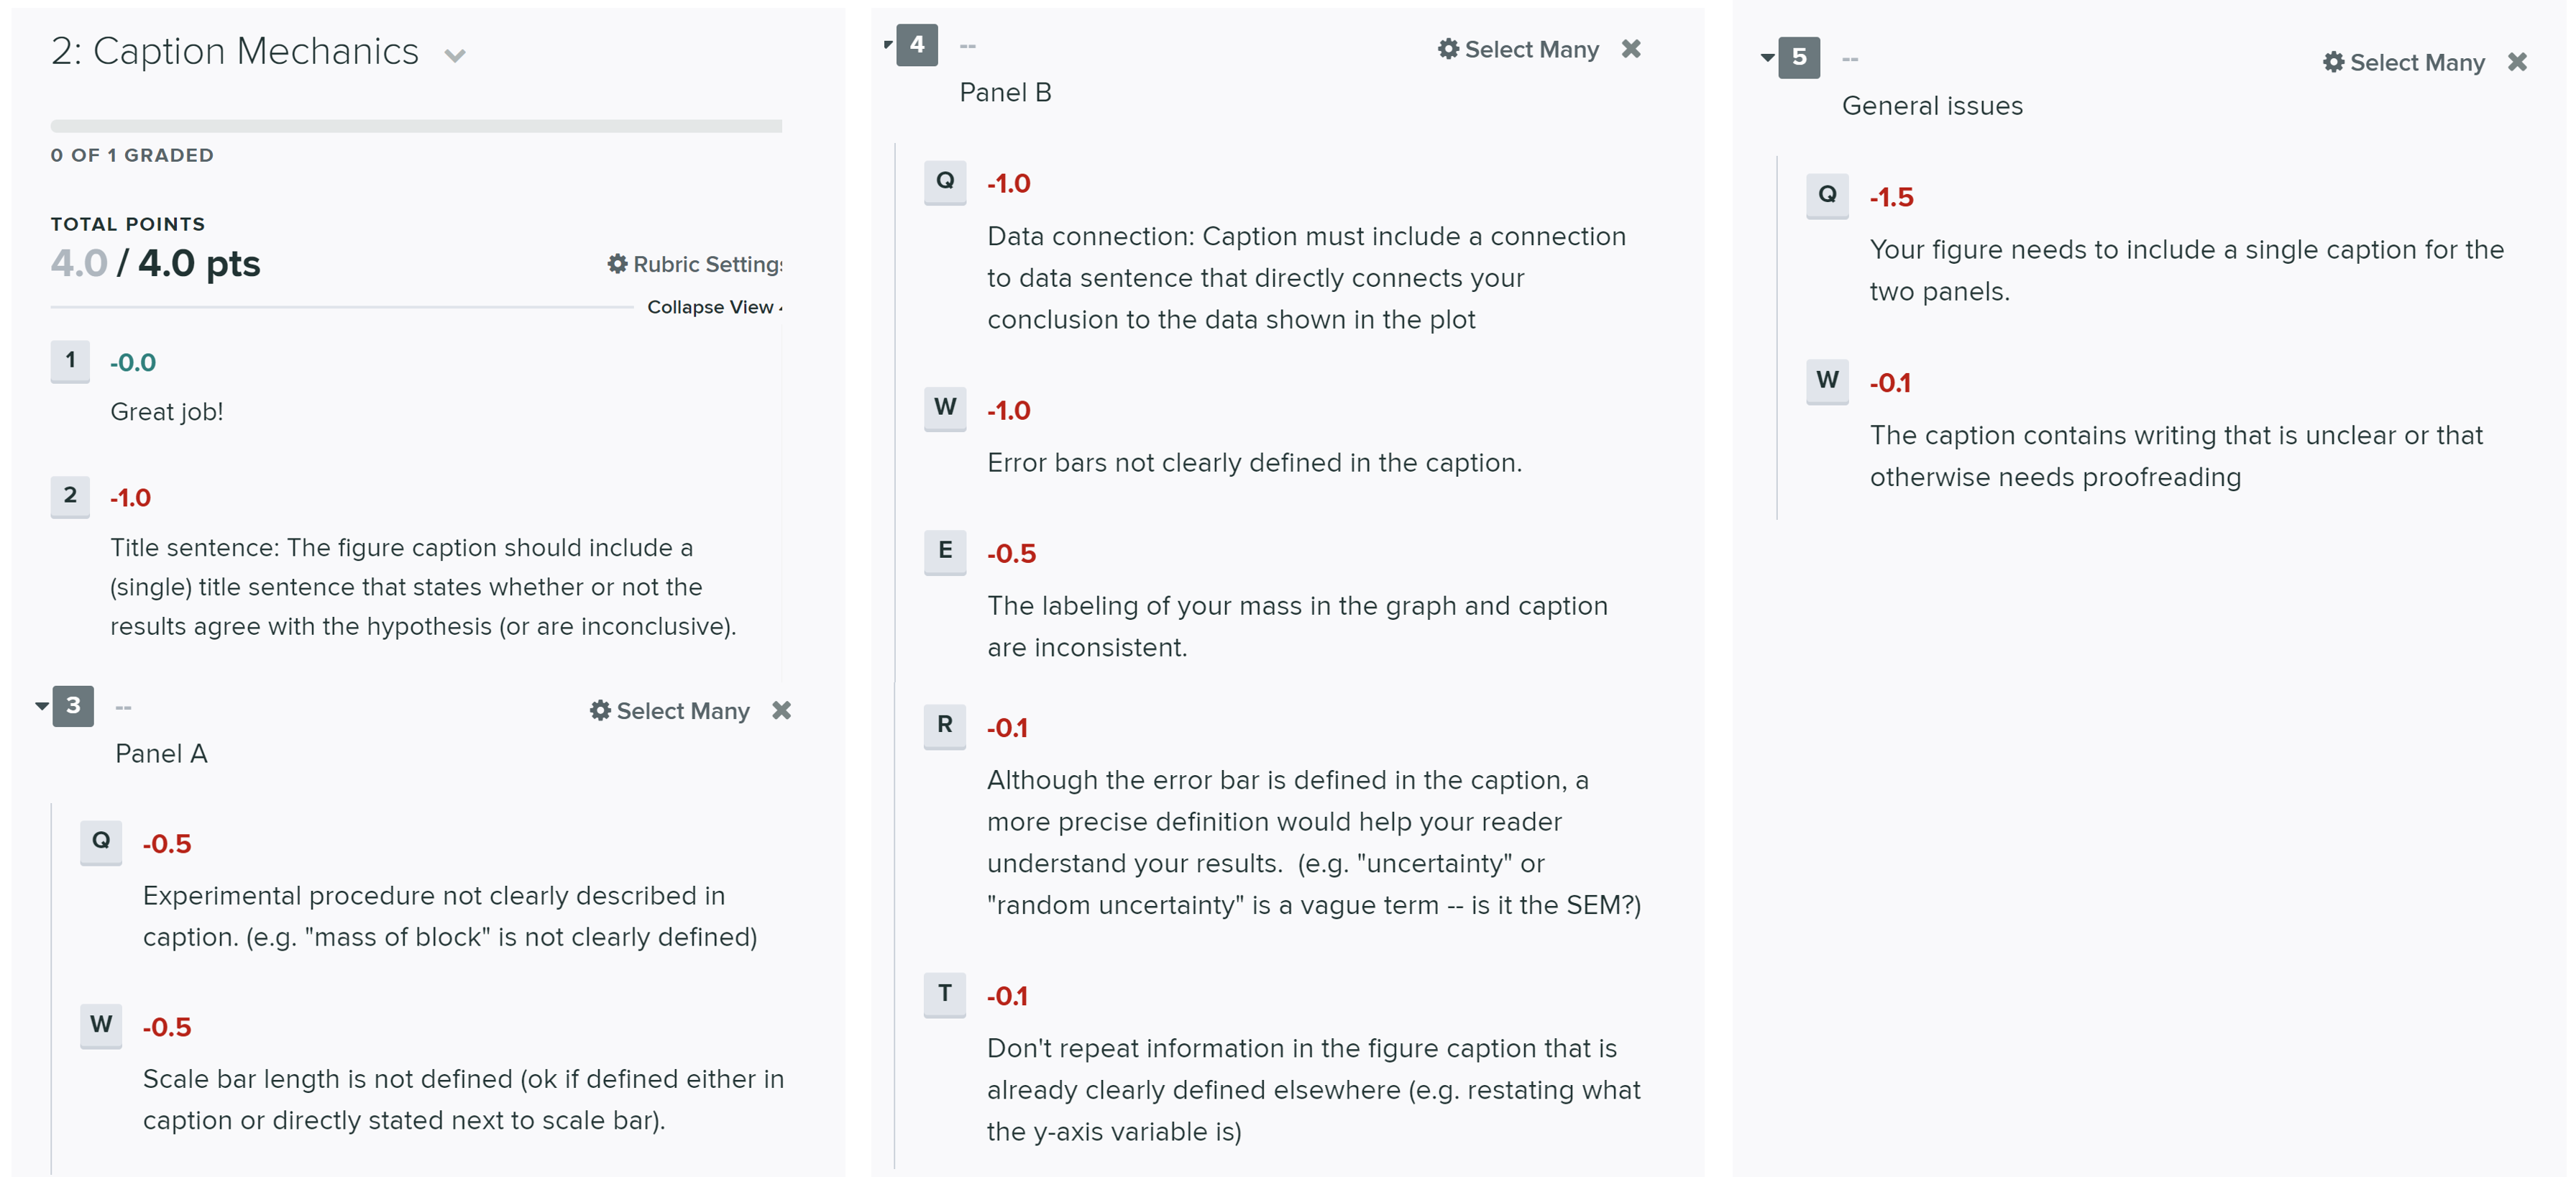 2: Caption Mechanics
0 OF 1 GRADED
TOTAL POINTS
4.0 / 4.0 pts
Rubric Settings
Collapse View
1 -0.0
Great job!
2 -1.0
Title sentence: The figure caption should include a
(single) title sentence that states whether or not the
results agree with the hypothesis (or are inconclusive).
3 -- Select Many
Panel A
Q -0.5
Experimental procedure not clearly described in
caption. (e.g. "mass of block" is not clearly defined)
W -0.5
Scale bar length is not defined (ok if defined either in
caption or directly stated next to scale bar).
4 -- Select Many
Panel B
Q -1.0
Data connection: Caption must include a connection
to data sentence that directly connects your
conclusion to the data shown in the plot
W -1.0
Error bars not clearly defined in the caption.
E -0.5
The labeling of your mass in the graph and caption
are inconsistent.
R -0.1
Although the error bar is defined in the caption, a
more precise definition would help your reader
understand your results.  (e.g. "uncertainty" or
"random uncertainty" is a vague term -- is it the SEM?)
T -0.1
Don't repeat information in the figure caption that is
already clearly defined elsewhere (e.g. restating what
the y-axis variable is)
5 -- Select Many
General issues
Q -1.5
Your figure needs to include a single caption for the
two panels.
W -0.1
The caption contains writing that is unclear or that
otherwise needs proofreading